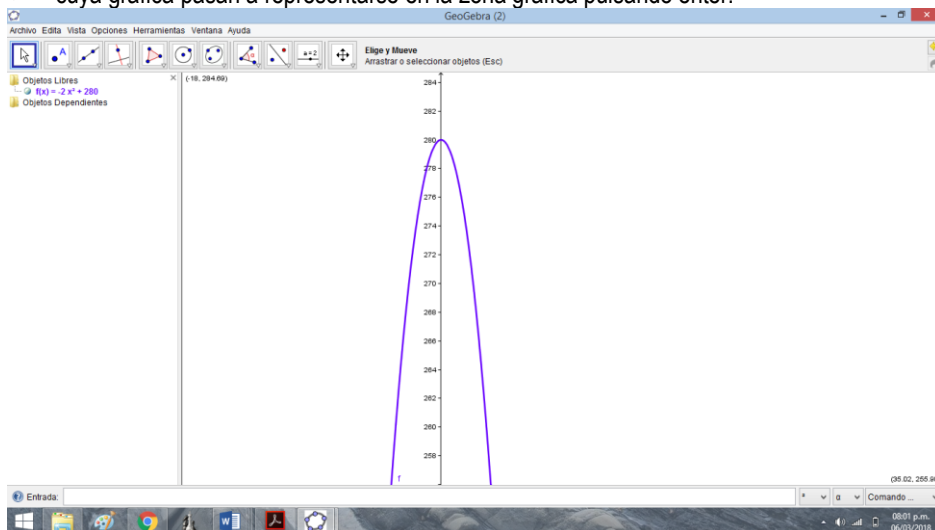 cuya gráfica pasan a representarse en la zona gráfica pulsando enter.
GeoGebra (2)
Archivo Edita Vista Opciones Herramientas Ventana Ayuda
A
a=2
Elige y Mueve
Arrastrar o seleccionar objetos (Esc)
Objetos Libres
f(x) = -2 x² + 280
Objetos Dependientes
(-18, 284.69)
284
282
280
278
276
274
272
270
268
266
264
262
260
258
f
(35.02, 255.9
Entrada:
α
Comando ...
08:01 p.m.
06/03/2018